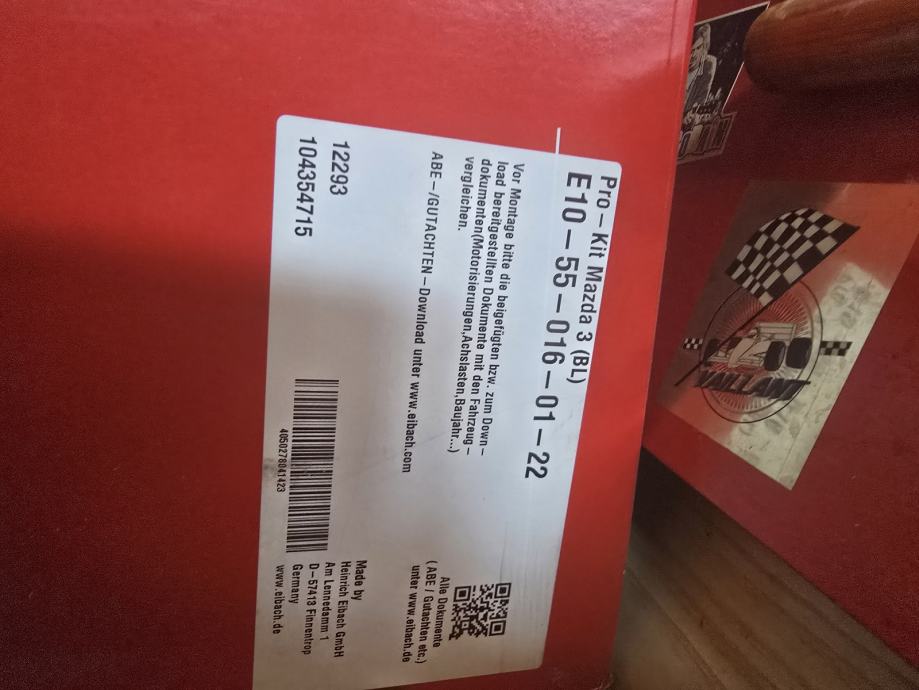 Pro-Kit Mazda 3 (BL)
E10-55-016-01-22
Vor Montage bitte die beigefügten bzw. zum Down-
load bereitgestellten Dokumente mit den Fahrzeug-
dokumenten(Motorisierungen,Achslasten,Baujahr...)
vergleichen.
ABE-/GUTACHTEN-Download unter www.eibach.com
Alle Dokumente
(ABE / Gutachten etc.)
unter www.eibach.de
12293
104354715
4050278041423
Made by
Heinrich Eibach GmbH
Am Lennedamm 1
D-57413 Finnentrop
Germany
www.eibach.de
VAILLANT